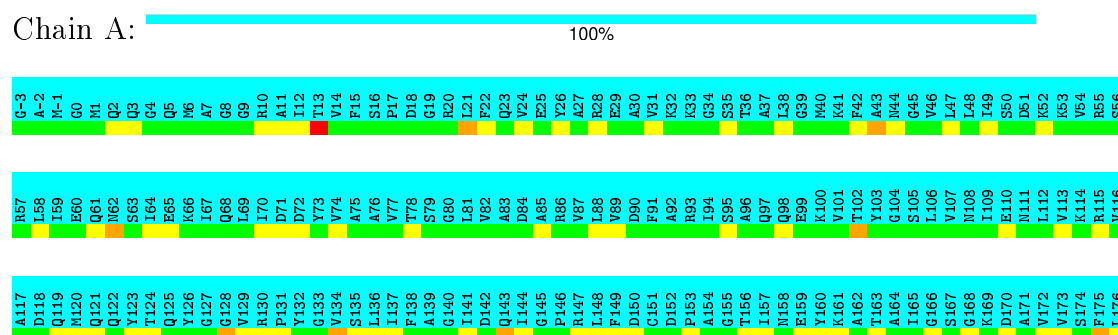 Chain A:
100%
G-3 A-2 M-1 G0 M1 Q2 Q3 G4 Q5 M6 A7 G8 G9 R10 A11 I12 T13 V14 F15 S16 P17 D18 G19 R20 L21 F22 Q23 V24 E25 Y26 A27 R28 E29 A30 V31 K32 K33 G34 S35 T36 A37 L38 G39 M40 K41 F42 A43 N44 G45 V46 L47 L48 I49 S50 D51 K52 K53 V54 R55 S56
R57 L58 I59 E60 Q61 N62 S63 I64 E65 K66 I67 Q68 L69 I70 D71 D72 Y73 V74 A75 A76 V77 T78 S79 G80 L81 V82 A83 D84 A85 R86 V87 L88 V89 D90 F91 A92 R93 I94 S95 A96 Q97 Q98 E99 K100 V101 T102 Y103 G104 S105 L106 V107 N108 I109 E110 N111 L112 V113 K114 R115 V116
A117 D118 Q119 M120 Q121 Q122 Y123 T124 Q125 Y126 G127 G128 V129 R130 P131 Y132 G133 V134 S135 L136 I137 F138 A139 G140 I141 D142 Q143 I144 G145 P146 R147 L148 F149 D150 C151 D152 P153 A154 G155 T156 I157 N158 E159 Y160 K161 A162 T163 A164 I165 G166 S167 G168 K169 D170 A171 V172 V173 S174 F175